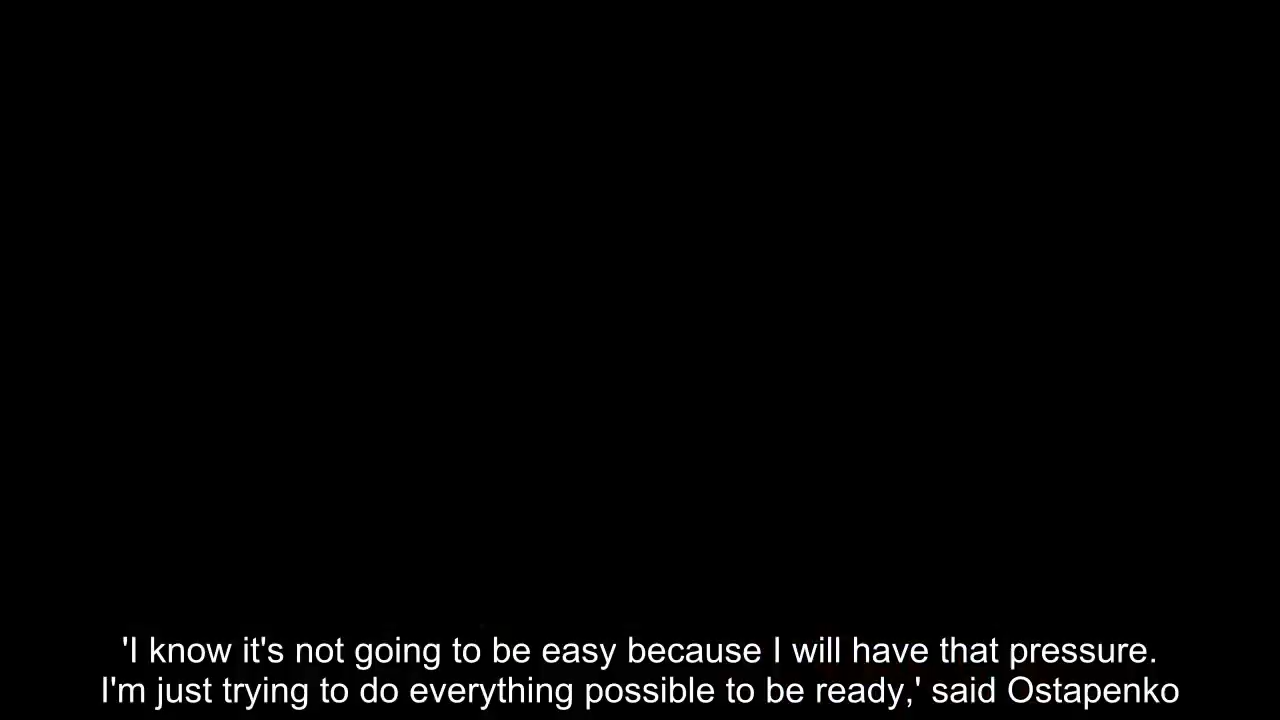 'I know it's not going to be easy because I will have that pressure.
I'm just trying to do everything possible to be ready,' said Ostapenko